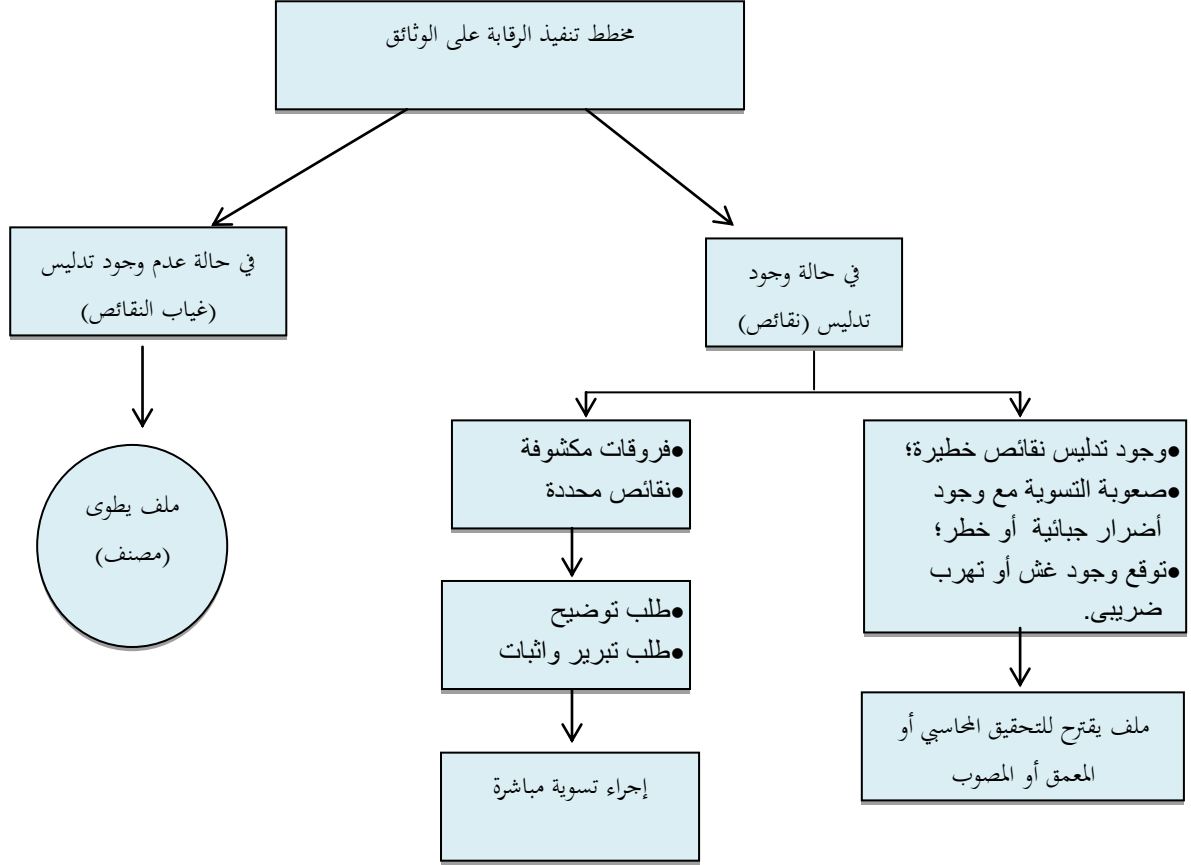 مخطط تنفيذ الرقابة على الوثائق
في حالة وجود
تدليس (نقائص)
في حالة عدم وجود تدليس
(غياب النقائص)
•وجود تدليس نقائص خطيرة؛
•صعوبة التسوية مع وجود
أضرار جبائية أو خطر؛
•توقع وجود غش أو تهرب
ضريبي.
•فروقات مكشوفة
•نقائص محددة
ملف يطوى
(مصنف)
•طلب توضيح
•طلب تبرير واثبات
ملف يقترح للتحقيق المحاسبي أو
المعمق أو المصوب
إجراء تسوية مباشرة